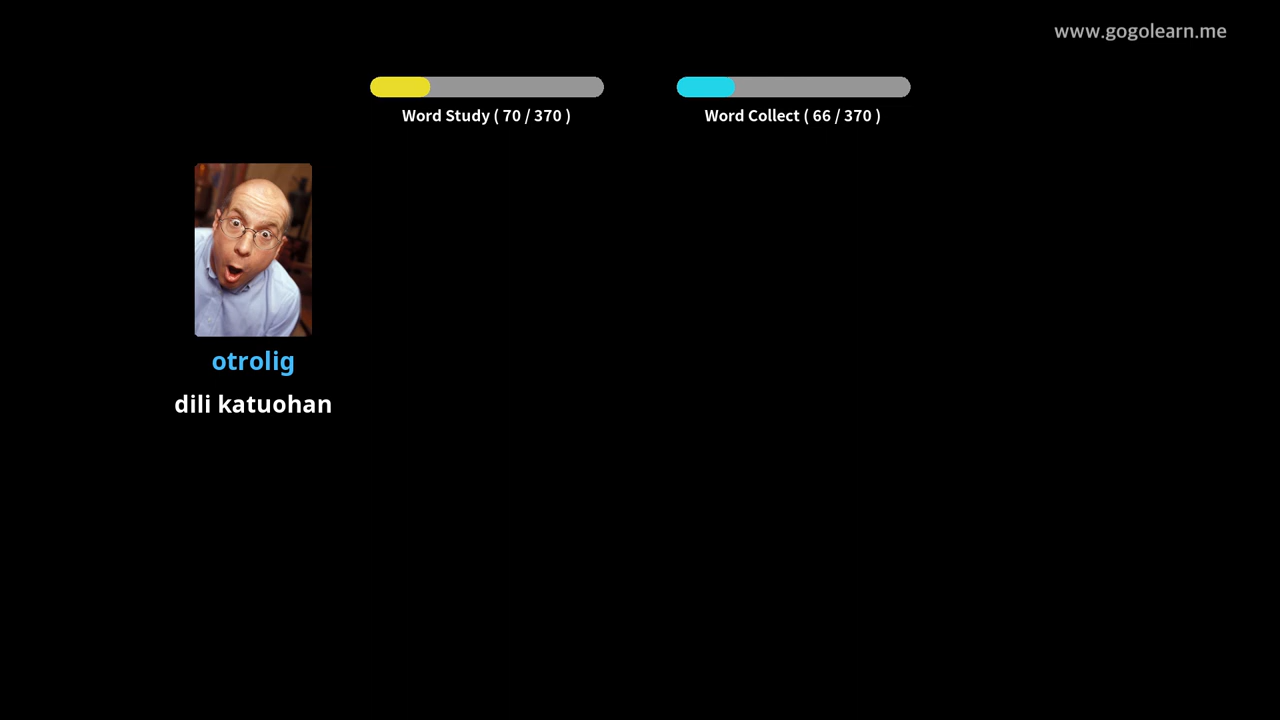 www.gogolearn.me
Word Study ( 70 / 370 )
Word Collect ( 66 / 370 )
otrolig
dili katuohan